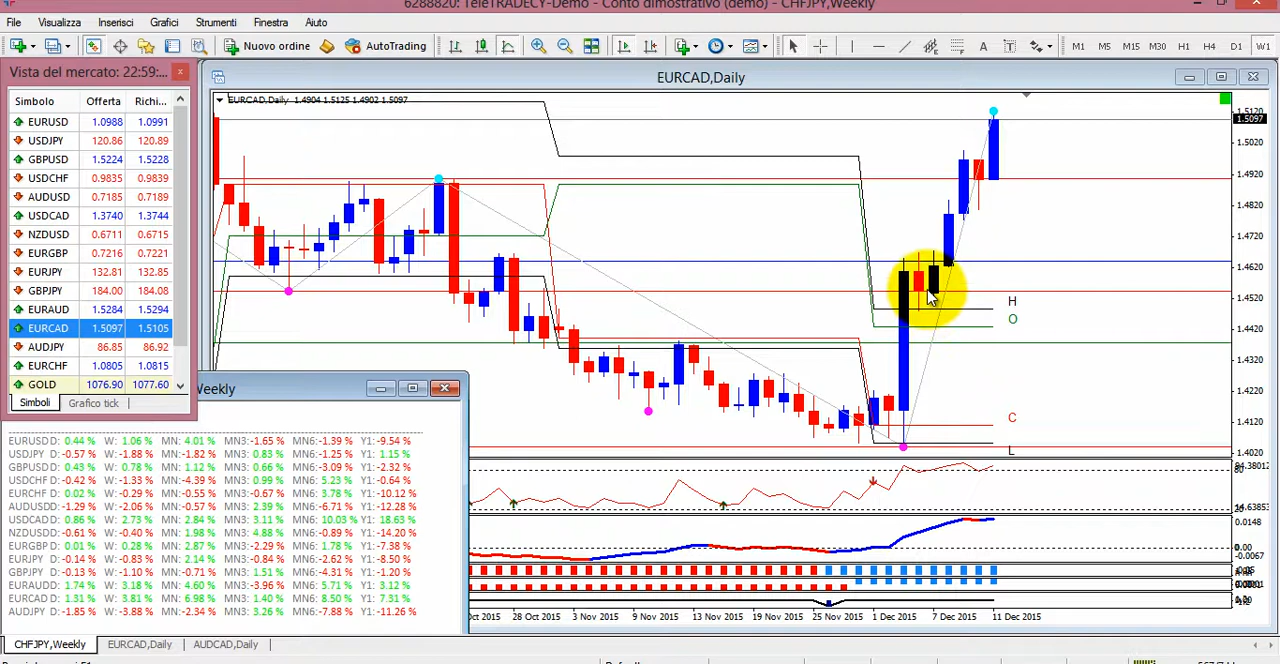 6288820: TeleTRADECY-Demo - Conto dimostrativo (demo) - CHFJPY,Weekly
File Visualizza Inserisci Grafici Strumenti Finestra Aiuto
Nuovo ordine AutoTrading A T M1 M5 M15 M30 H1 H4 D1 W1
Vista del mercato: 22:59:...
Simbolo Offerta Richi...
EURUSD 1.0988 1.0991
USDJPY 120.86 120.89
GBPUSD 1.5224 1.5228
USDCHF 0.9835 0.9839
AUDUSD 0.7185 0.7189
USDCAD 1.3740 1.3744
NZDUSD 0.6711 0.6715
EURGBP 0.7216 0.7221
EURJPY 132.81 132.85
GBPJPY 184.00 184.08
EURAUD 1.5284 1.5294
EURCAD 1.5097 1.5105
AUDJPY 86.85 86.92
EURCHF 1.0805 1.0815
GOLD 1076.90 1077.60
Simboli Grafico tick
EURCAD,Daily
EURCAD,Daily 1.4904 1.5125 1.4902 1.5097
1.5120
1.5097
1.5020
1.4920
1.4820
1.4720
1.4620
1.4520
1.4420
1.4320
1.4220
1.4120
1.4020
H
O
C
L
80
20
0.0148
0.00
-0.0067
28 Oct 2015 3 Nov 2015 9 Nov 2015 13 Nov 2015 19 Nov 2015 25 Nov 2015 1 Dec 2015 7 Dec 2015 11 Dec 2015
Weekly
EURUSD D: 0.44 % W: 1.06 % MN: 4.01 % MN3: -1.65 % MN6: -1.39 % Y1: -9.54 %
USDJPY D: -0.57 % W: -1.88 % MN: -1.82 % MN3: 0.83 % MN6: -1.25 % Y1: 1.15 %
GBPUSD D: 0.43 % W: 0.78 % MN: 1.12 % MN3: 0.66 % MN6: -3.09 % Y1: -2.32 %
USDCHF D: -0.42 % W: -1.33 % MN: -4.39 % MN3: 0.99 % MN6: 5.23 % Y1: -0.64 %
EURCHF D: 0.02 % W: -0.29 % MN: -0.55 % MN3: -0.67 % MN6: 3.78 % Y1: -10.12 %
AUDUSD D: -1.29 % W: -2.06 % MN: -0.57 % MN3: 2.39 % MN6: -6.71 % Y1: -12.28 %
USDCAD D: 0.86 % W: 2.73 % MN: 2.84 % MN3: 3.11 % MN6: 10.03 % Y1: 18.63 %
NZDUSD D: -0.61 % W: -0.40 % MN: 1.98 % MN3: 4.88 % MN6: -0.89 % Y1: -14.20 %
EURGBP D: 0.01 % W: 0.28 % MN: 2.87 % MN3: -2.29 % MN6: 1.78 % Y1: -7.38 %
EURJPY D: -0.14 % W: -0.83 % MN: 2.14 % MN3: -0.84 % MN6: -2.62 % Y1: -8.50 %
GBPJPY D: -0.13 % W: -1.10 % MN: -0.71 % MN3: 1.51 % MN6: -4.31 % Y1: -1.20 %
EURAUD D: 1.74 % W: 3.18 % MN: 4.60 % MN3: -3.96 % MN6: 5.71 % Y1: 3.12 %
EURCAD D: 1.31 % W: 3.81 % MN: 6.98 % MN3: 1.40 % MN6: 8.50 % Y1: 7.31 %
AUDJPY D: -1.85 % W: -3.88 % MN: -2.34 % MN3: 3.26 % MN6: -7.88 % Y1: -11.26 %
CHFJPY,Weekly EURCAD,Daily AUDCAD,Daily